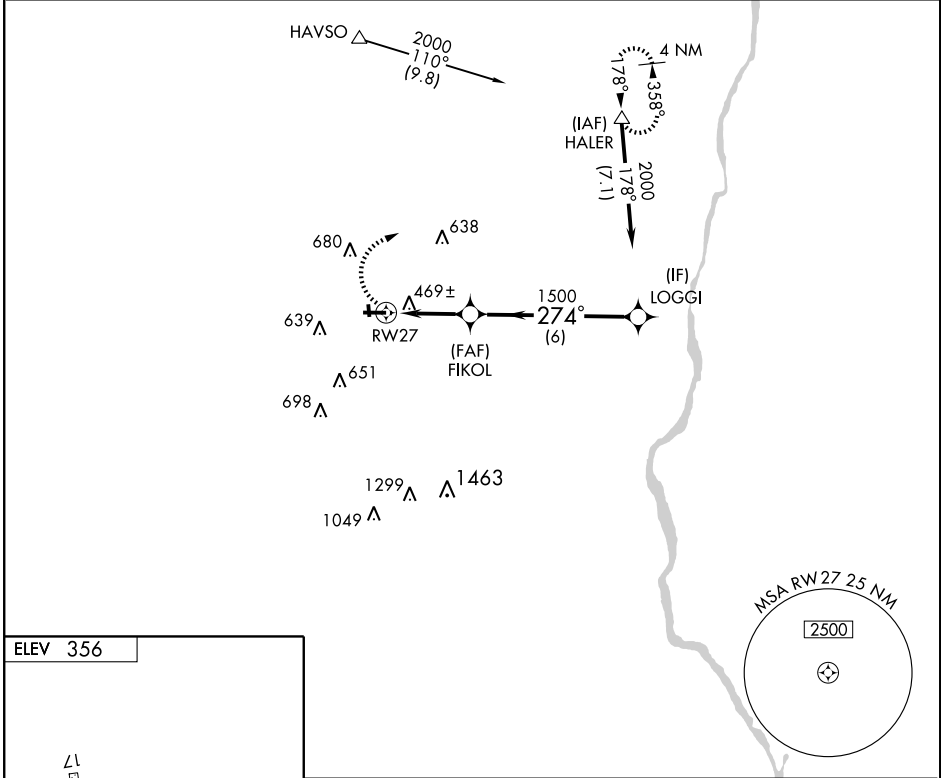 HAVSO
2000
110°
(9.8)
4 NM
178°
358°
(IAF)
HALER
2000
178°
(7.1)
680
638
469±
639
RW27
(FAF)
FIKOL
1500
274°
(6)
(IF)
LOGGI
651
698
1299
1463
1049
MSA RW27 25 NM
2500
ELEV 356
17